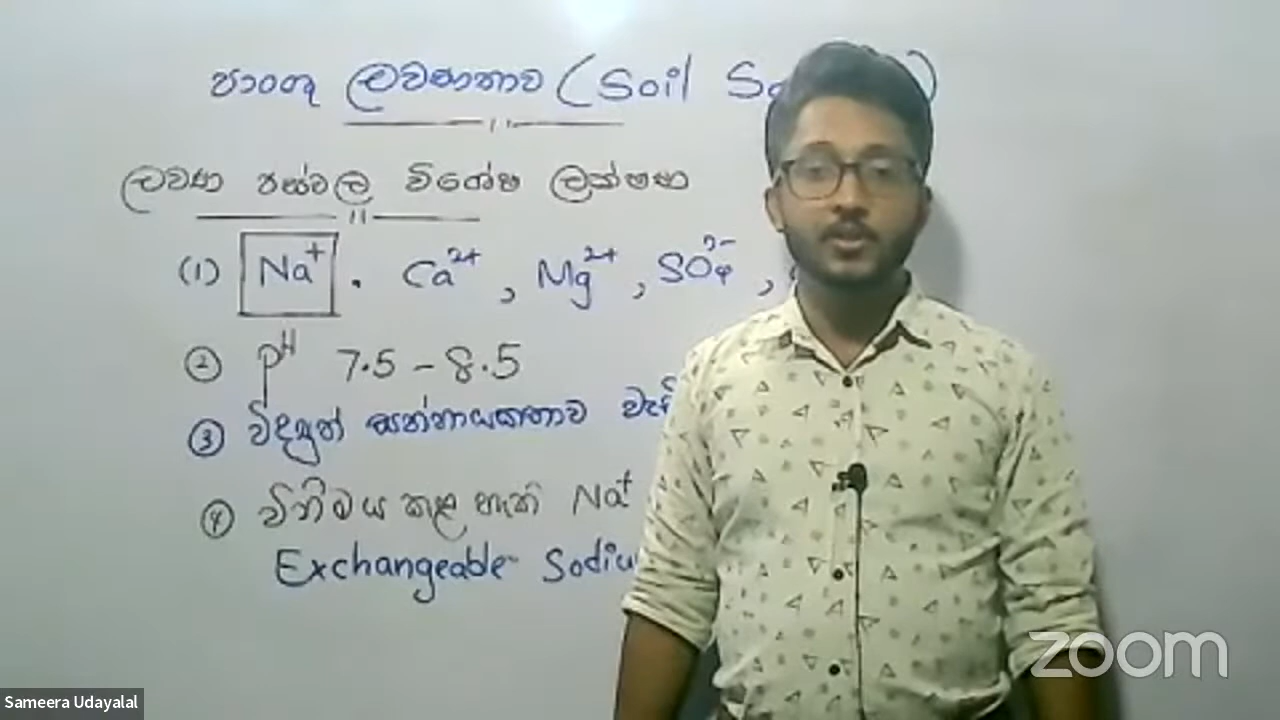 පාංශු ලවණතාව (Soil
ලවණ පස්වල විශේෂ ලක්ෂණ
(1) Na⁺ . Ca²⁺ , Mg²⁺ , SO₄²⁻ ,
② pH 7.5 - 8.5
③ විද්‍යුත් සන්නායකතාව
④ විනිමය කළ හැකි Na⁺
Exchangeable
zoom
Sameera Udayalal